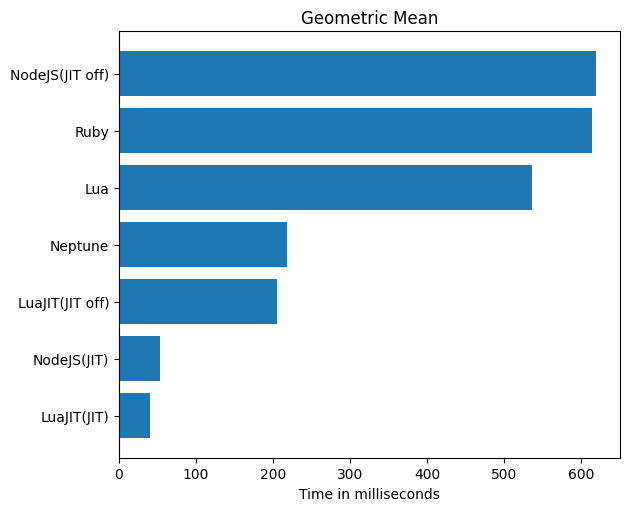 Geometric Mean
NodeJS(JIT off)
Ruby
Lua
Neptune
LuaJIT(JIT off)
NodeJS(JIT)
LuaJIT(JIT)
0 100 200 300 400 500 600
Time in milliseconds